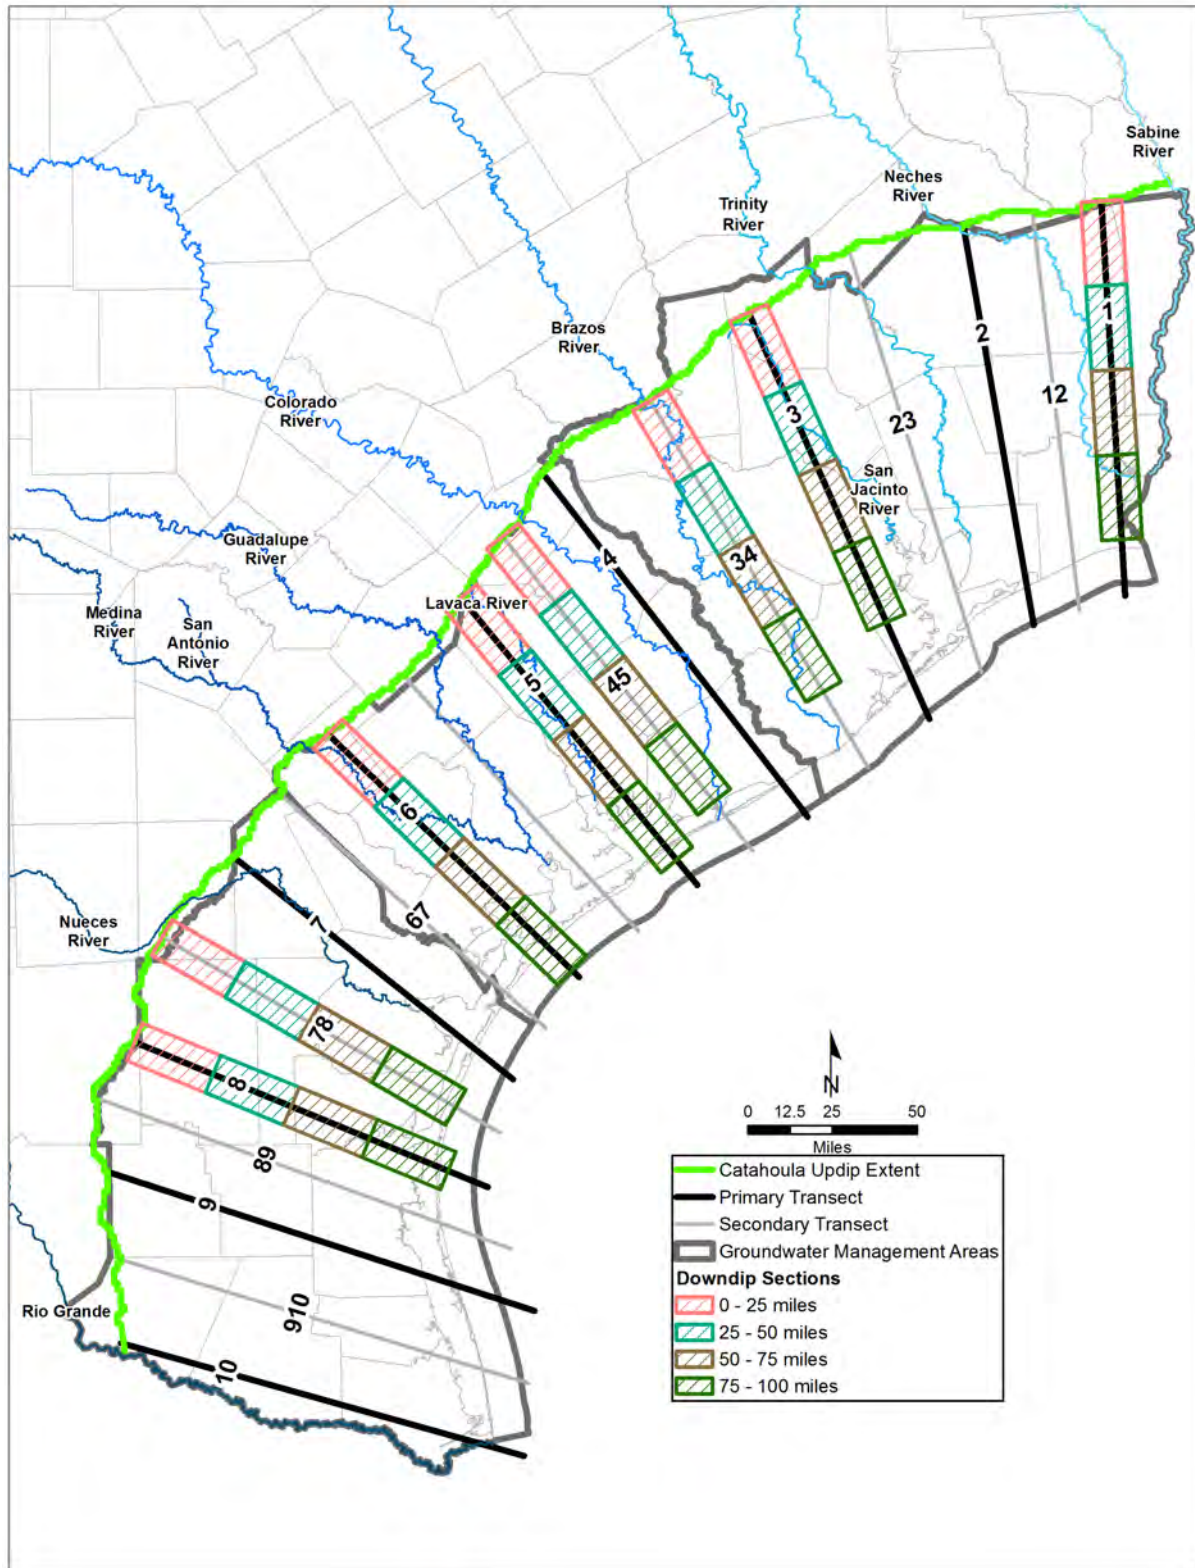 Sabine
River
Neches
River
Trinity
River
Brazos
River
Colorado
River
San
Jacinto
River
Guadalupe
River
Lavaca River
Medina
River
San
Antonio
River
Nueces
River
Rio Grande
1
12
2
23
3
34
4
45
5
6
67
7
78
8
89
9
910
10
N
0 12.5 25 50
Miles
Catahoula Updip Extent
Primary Transect
Secondary Transect
Groundwater Management Areas
Downdip Sections
0 - 25 miles
25 - 50 miles
50 - 75 miles
75 - 100 miles